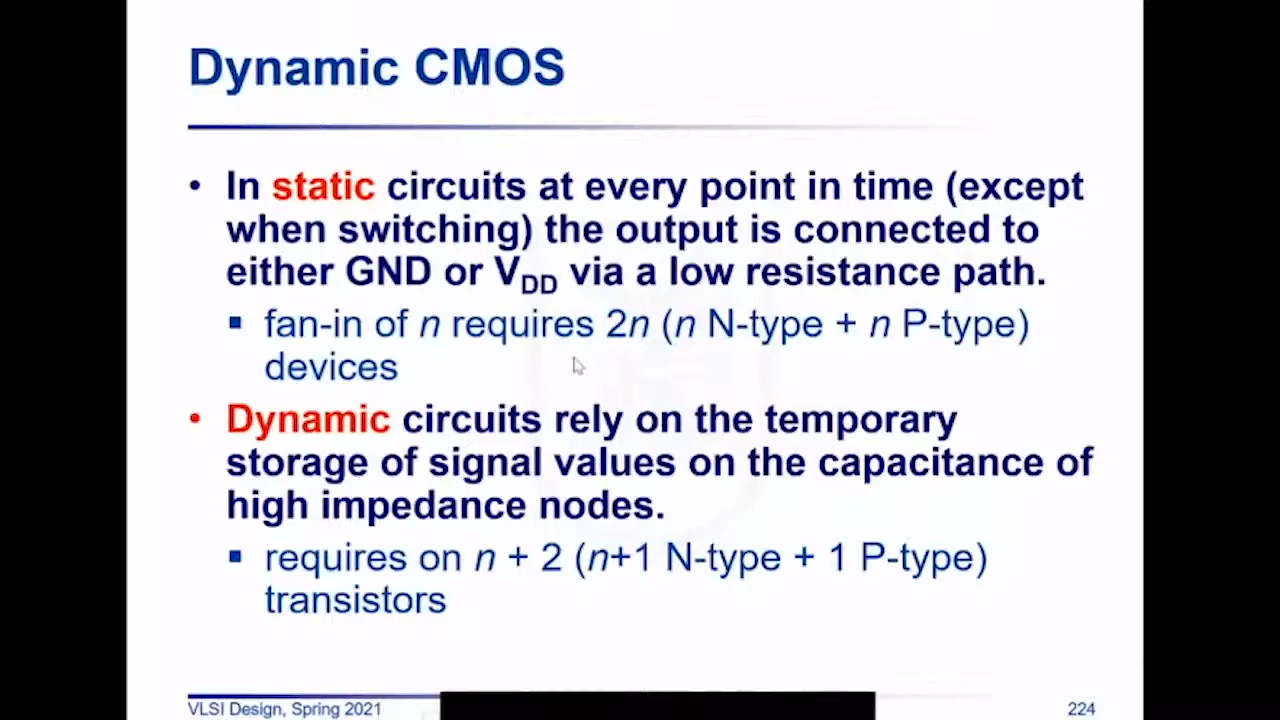 Dynamic CMOS
• In static circuits at every point in time (except
when switching) the output is connected to
either GND or VDD via a low resistance path.
▪ fan-in of n requires 2n (n N-type + n P-type)
devices
• Dynamic circuits rely on the temporary
storage of signal values on the capacitance of
high impedance nodes.
▪ requires on n + 2 (n+1 N-type + 1 P-type)
transistors
VLSI Design, Spring 2021
224